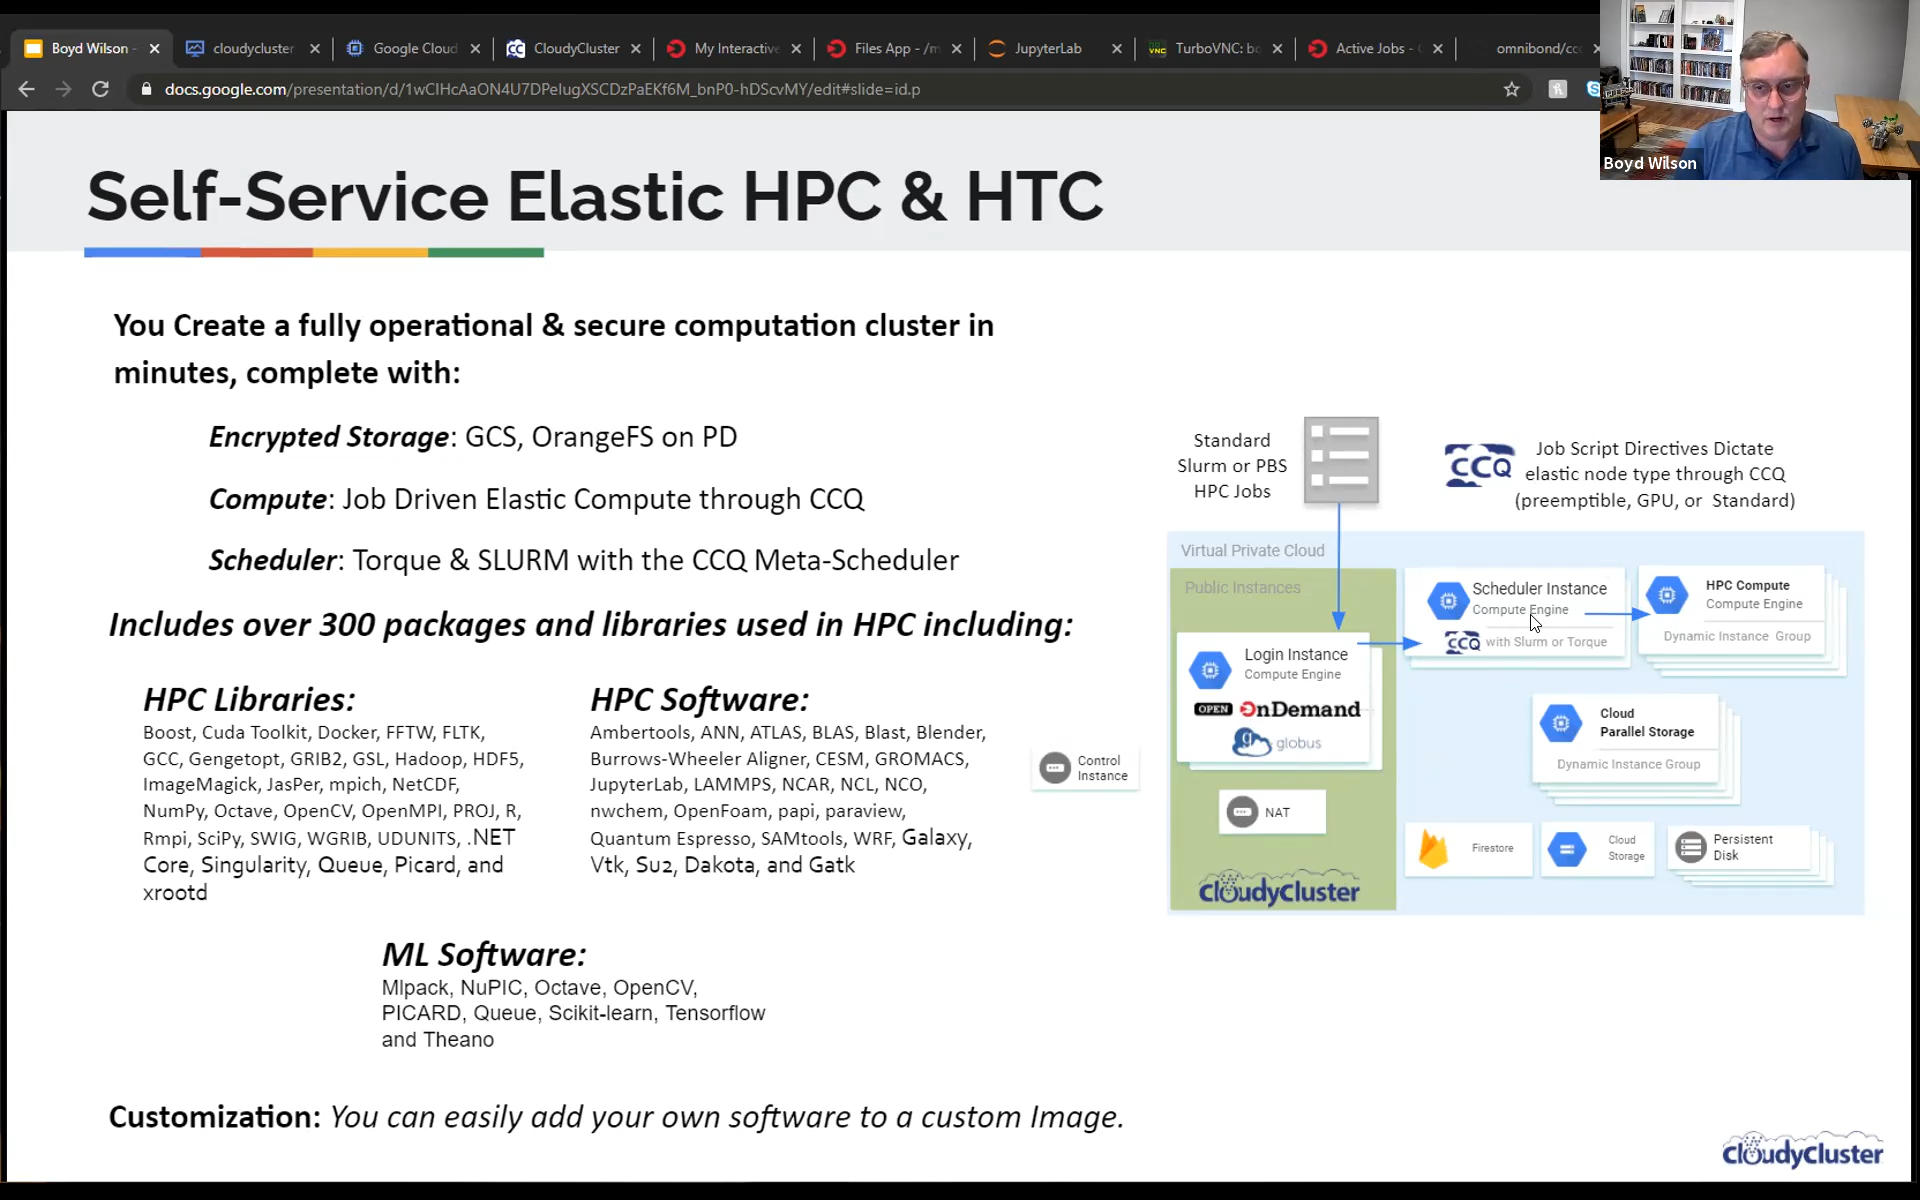 Boyd Wilson -
cloudycluster
Google Cloud
CloudyCluster
My Interactive
Files App - /m
JupyterLab
TurboVNC: bo
Active Jobs -
omnibond/ccq
docs.google.com/presentation/d/1wCIHcAaON4U7DPelugXSCDzPaEKf6M_bnP0-hDScvMY/edit#slide=id.p
Boyd Wilson
Self-Service Elastic HPC & HTC
You Create a fully operational & secure computation cluster in
minutes, complete with:
Encrypted Storage: GCS, OrangeFS on PD
Compute: Job Driven Elastic Compute through CCQ
Scheduler: Torque & SLURM with the CCQ Meta-Scheduler
Includes over 300 packages and libraries used in HPC including:
HPC Libraries:
Boost, Cuda Toolkit, Docker, FFTW, FLTK,
GCC, Gengetopt, GRIB2, GSL, Hadoop, HDF5,
ImageMagick, JasPer, mpich, NetCDF,
NumPy, Octave, OpenCV, OpenMPI, PROJ, R,
Rmpi, SciPy, SWIG, WGRIB, UDUNITS, .NET
Core, Singularity, Queue, Picard, and
xrootd
HPC Software:
Ambertools, ANN, ATLAS, BLAS, Blast, Blender,
Burrows-Wheeler Aligner, CESM, GROMACS,
JupyterLab, LAMMPS, NCAR, NCL, NCO,
nwchem, OpenFoam, papi, paraview,
Quantum Espresso, SAMtools, WRF, Galaxy,
Vtk, Su2, Dakota, and Gatk
ML Software:
Mlpack, NuPIC, Octave, OpenCV,
PICARD, Queue, Scikit-learn, Tensorflow
and Theano
Customization: You can easily add your own software to a custom Image.
Standard
Slurm or PBS
HPC Jobs
CCQ
Job Script Directives Dictate
elastic node type through CCQ
(preemptible, GPU, or Standard)
Virtual Private Cloud
Public Instances
Login Instance
Compute Engine
OPEN OnDemand
globus
NAT
cloudycluster
Control
Instance
Scheduler Instance
Compute Engine
CCQ with Slurm or Torque
HPC Compute
Compute Engine
Dynamic Instance Group
Cloud
Parallel Storage
Dynamic Instance Group
Firestore
Cloud
Storage
Persistent
Disk
cloudycluster